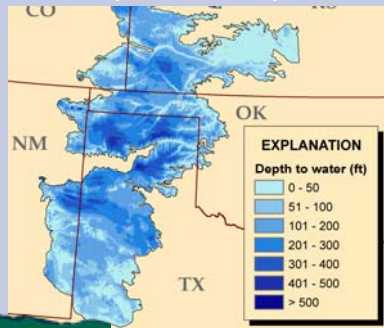 CO
OK
NM
TX
EXPLANATION
Depth to water (ft)
0 - 50
51 - 100
101 - 200
201 - 300
301 - 400
401 - 500
> 500